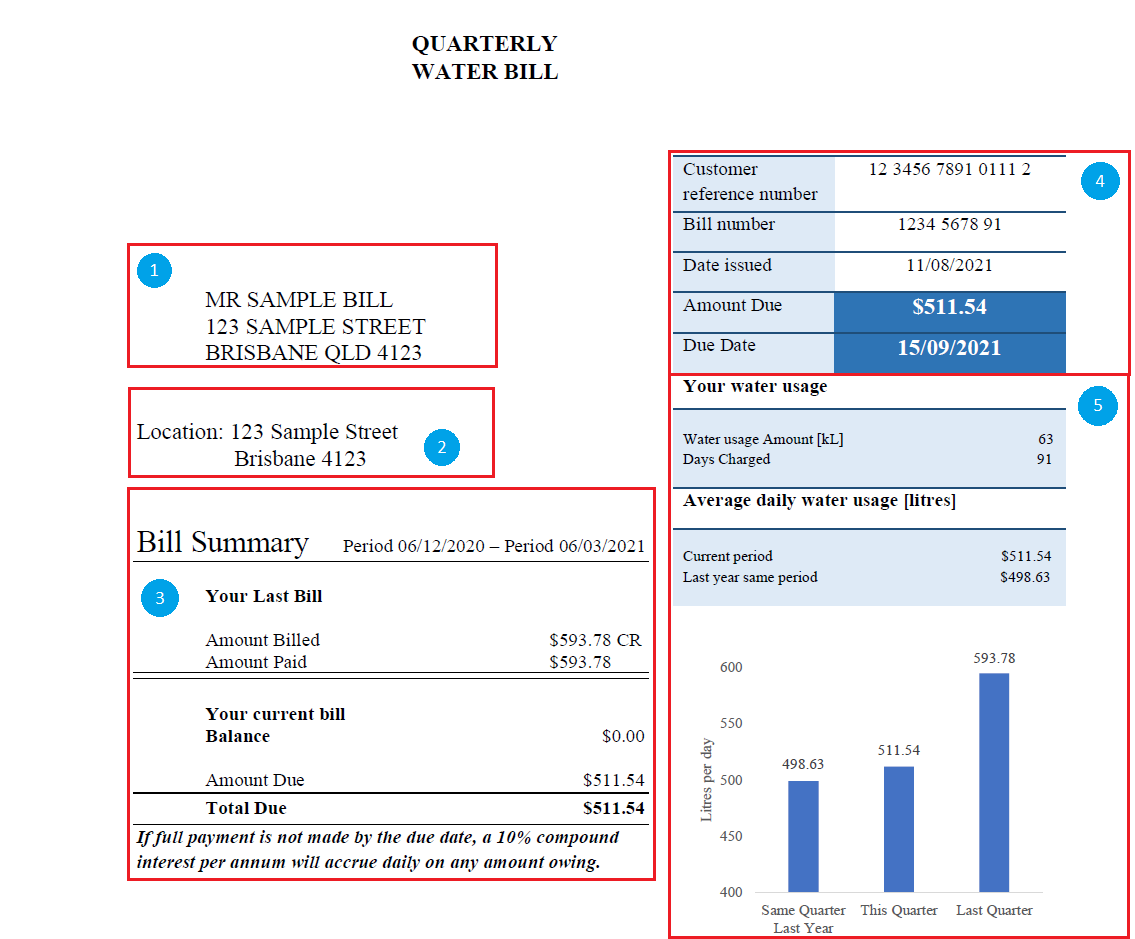 QUARTERLY
WATER BILL
1
MR SAMPLE BILL
123 SAMPLE STREET
BRISBANE QLD 4123
Location: 123 Sample Street
Brisbane 4123
2
Bill Summary Period 06/12/2020 – Period 06/03/2021
3
Your Last Bill
Amount Billed $593.78 CR
Amount Paid $593.78
Your current bill
Balance $0.00
Amount Due $511.54
Total Due $511.54
If full payment is not made by the due date, a 10% compound
interest per annum will accrue daily on any amount owing.
4
Customer 12 3456 7891 0111 2
reference number
Bill number 1234 5678 91
Date issued 11/08/2021
Amount Due $511.54
Due Date 15/09/2021
Your water usage
5
Water usage Amount [kL] 63
Days Charged 91
Average daily water usage [litres]
Current period $511.54
Last year same period $498.63
Litres per day
600
550
500
450
400
498.63
511.54
593.78
Same Quarter
Last Year
This Quarter
Last Quarter